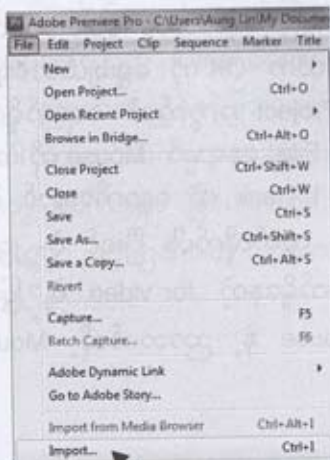 Adobe Premiere Pro - C:\Users\Aung Lin\My Docume
File Edit Project Clip Sequence Marker Title
New
Open Project... Ctrl+O
Open Recent Project
Browse in Bridge... Ctrl+Alt+O
Close Project Ctrl+Shift+W
Close Ctrl+W
Save Ctrl+S
Save As... Ctrl+Shift+S
Save a Copy... Ctrl+Alt+S
Revert
Capture... F5
Batch Capture... F6
Adobe Dynamic Link
Go to Adobe Story...
Import from Media Browser Ctrl+Alt+I
Import... Ctrl+I